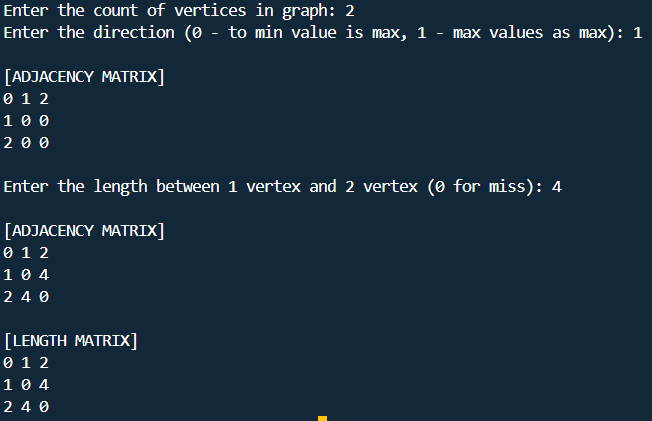 Enter the count of vertices in graph: 2
Enter the direction (0 - to min value is max, 1 - max values as max): 1
[ADJACENCY MATRIX]
0 1 2
1 0 0
2 0 0
Enter the length between 1 vertex and 2 vertex (0 for miss): 4
[ADJACENCY MATRIX]
0 1 2
1 0 4
2 4 0
[LENGTH MATRIX]
0 1 2
1 0 4
2 4 0